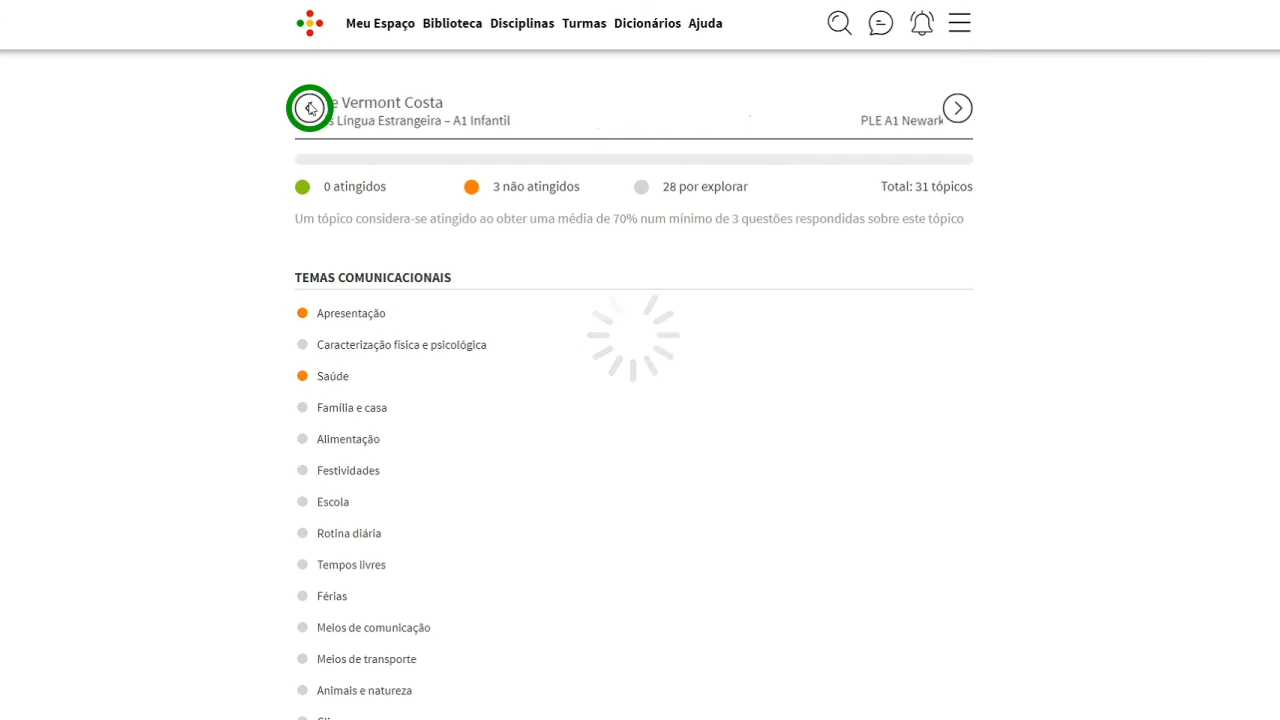 Meu Espaço Biblioteca Disciplinas Turmas Dicionários Ajuda
Vermont Costa
Língua Estrangeira – A1 Infantil PLE A1 Newark
0 atingidos 3 não atingidos 28 por explorar Total: 31 tópicos
Um tópico considera-se atingido ao obter uma média de 70% num mínimo de 3 questões respondidas sobre este tópico
TEMAS COMUNICACIONAIS
Apresentação
Caracterização física e psicológica
Saúde
Família e casa
Alimentação
Festividades
Escola
Rotina diária
Tempos livres
Férias
Meios de comunicação
Meios de transporte
Animais e natureza